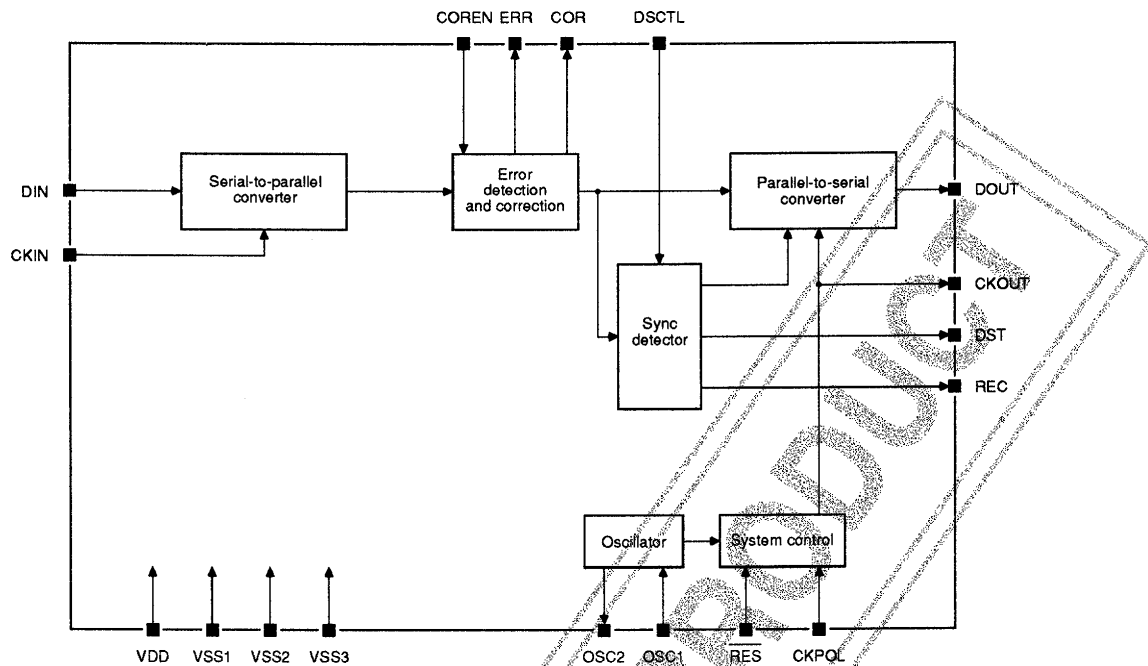 COREN ERR COR DSCTL
DIN
Serial-to-parallel
converter
Error
detection
and correction
Parallel-to-serial
converter
DOUT
CKIN
CKOUT
Sync
detector
DST
REC
Oscillator
System control
VDD VSS1 VSS2 VSS3 OSC2 OSC1 RES CKPOL